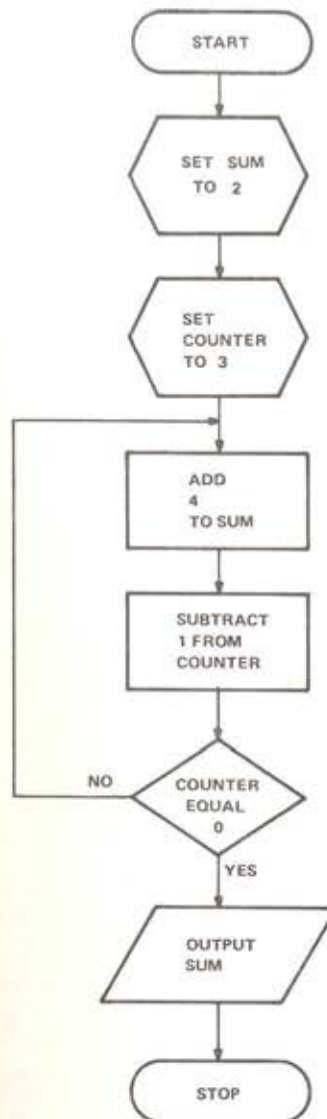 START
SET SUM
TO 2
SET
COUNTER
TO 3
ADD
4
TO SUM
SUBTRACT
1 FROM
COUNTER
NO
COUNTER
EQUAL
0
YES
OUTPUT
SUM
STOP